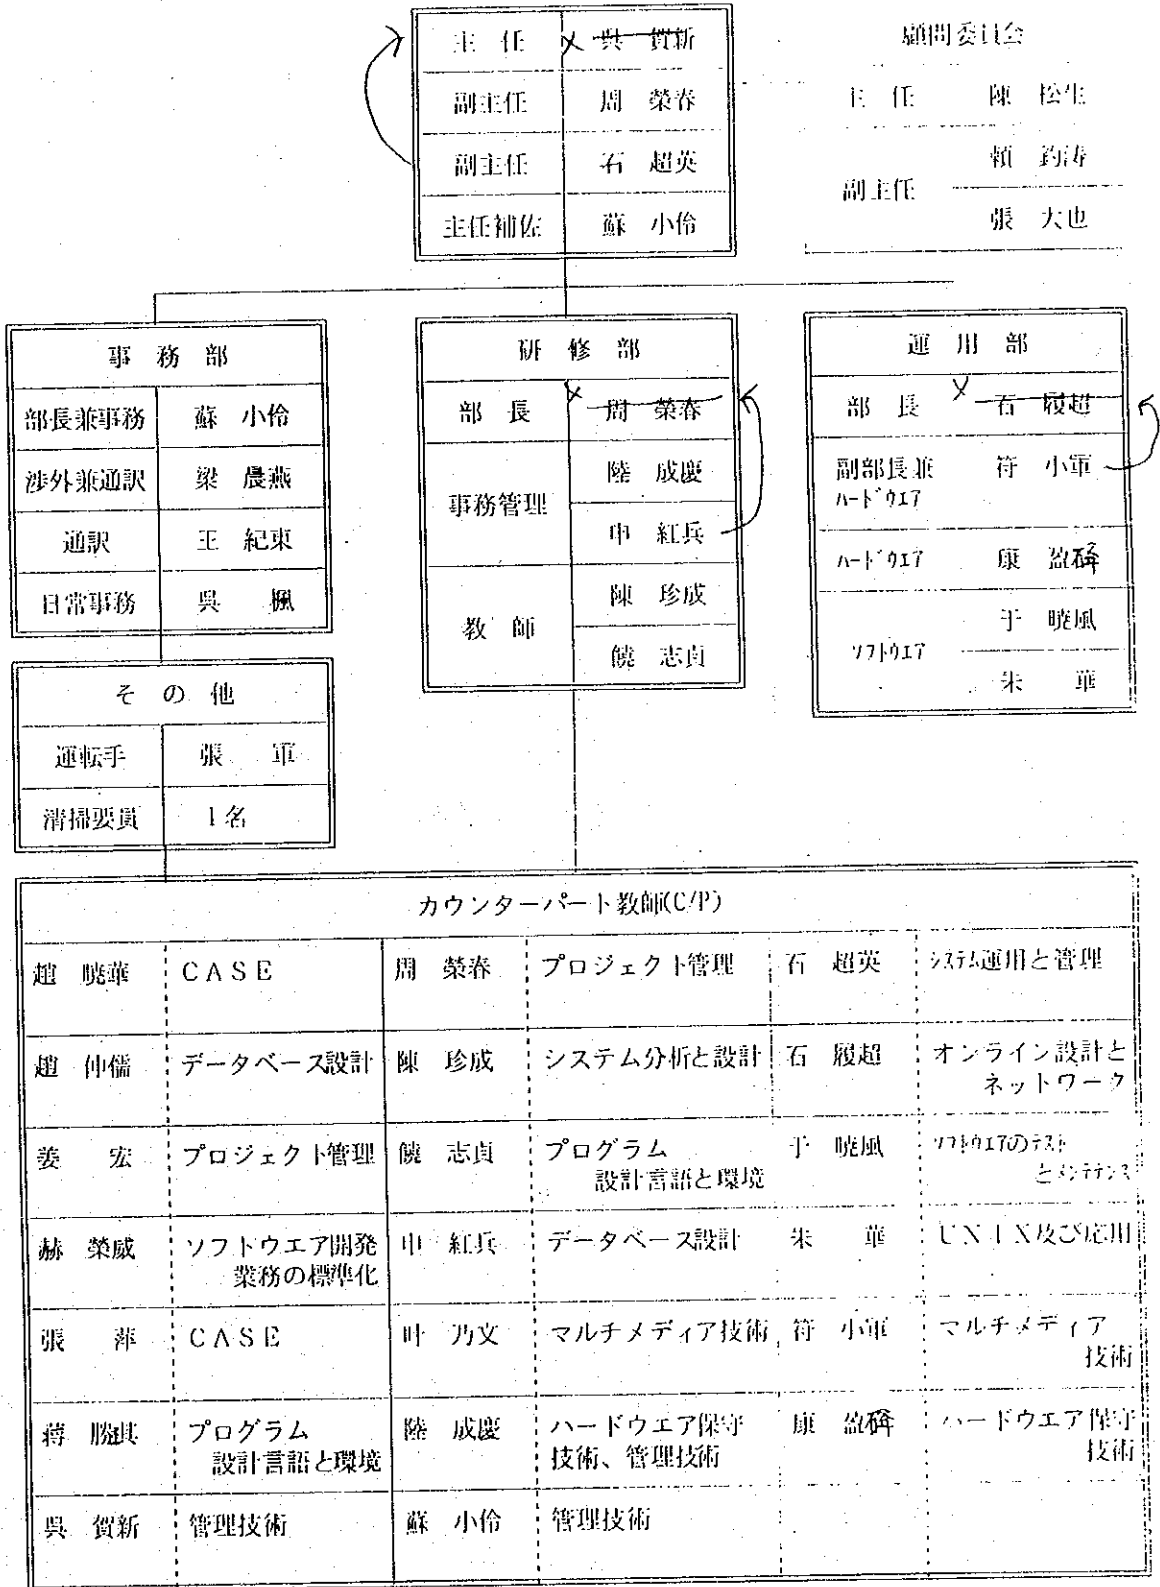 主 任 呉 賀新
副主任 周 榮春
副主任 石 超英
主任補佐 蘇 小伶
顧問委員会
主 任 陳 松生
頼 鈞涛
副主任
張 大也
事 務 部
部長兼事務 蘇 小伶
渉外兼通訳 梁 晨燕
通訳 王 紀東
日常事務 呉 楓
その他
運転手 張 軍
清掃要員 1名
研 修 部
部 長 周 榮春
陸 成慶
事務管理
申 紅兵
陳 珍成
教 師
饒 志貞
運 用 部
部 長 石 履超
副部長兼 符 小軍
ハードウエア
ハードウエア 康 盈
于 暁風
ソフトウエア
朱 華
カウンターパート教師(C/P)
趙 暁華 CASE 周 榮春 プロジェクト管理 石 超英 システム運用と管理
趙 仲儒 データベース設計 陳 珍成 システム分析と設計 石 履超 オンライン設計と
ネットワーク
姜 宏 プロジェクト管理 饒 志貞 プログラム 于 暁風 ソフトウエアのテスト
設計言語と環境 とメンテナンス
赫 榮威 ソフトウエア開発 申 紅兵 データベース設計 朱 華 UNIX及び応用
業務の標準化
張 萍 CASE 叶 乃文 マルチメディア技術 符 小軍 マルチメディア
技術
蒋 騰棋 プログラム 陸 成慶 ハードウエア保守 康 盈 ハードウエア保守
設計言語と環境 技術、管理技術 技術
呉 賀新 管理技術 蘇 小伶 管理技術